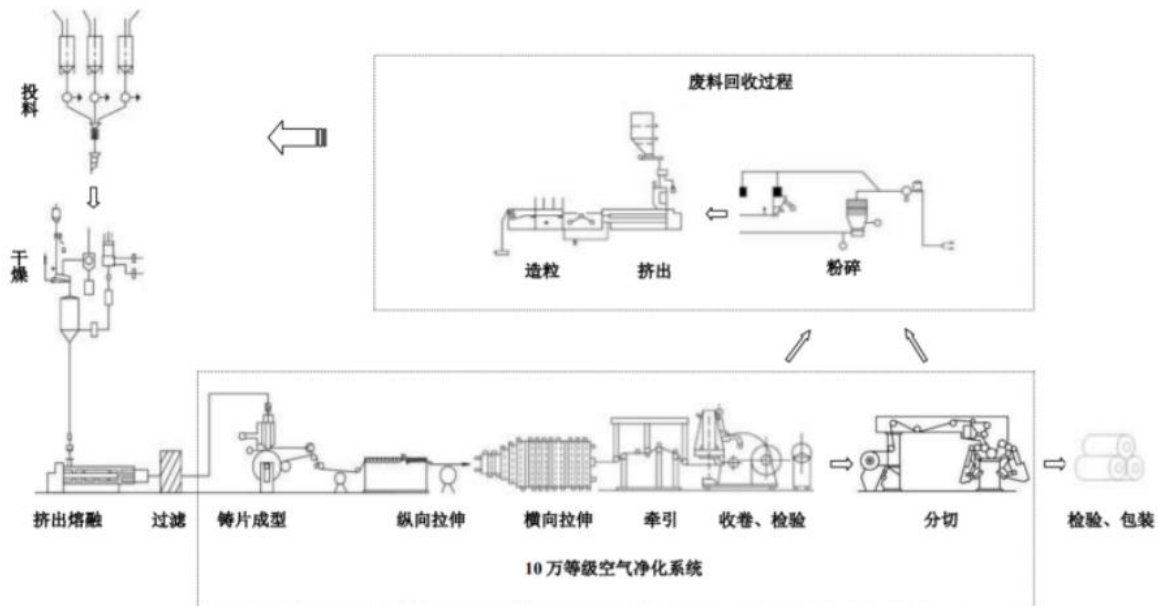 投料
废料回收过程
干燥
造粒
挤出
粉碎
挤出熔融
过滤
铸片成型
纵向拉伸
横向拉伸
牵引
收卷、检验
分切
检验、包装
10 万等级空气净化系统